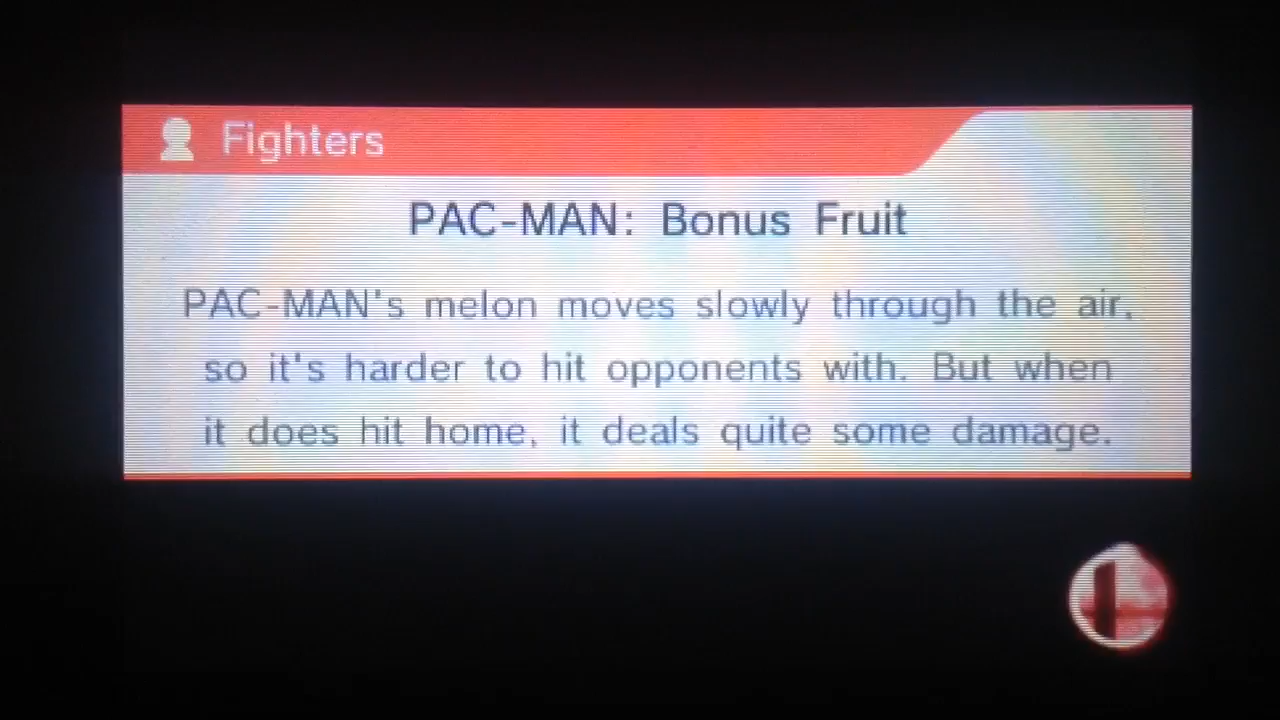 Fighters
PAC-MAN: Bonus Fruit
PAC-MAN's melon moves slowly through the air,
so it's harder to hit opponents with. But when
it does hit home, it deals quite some damage.